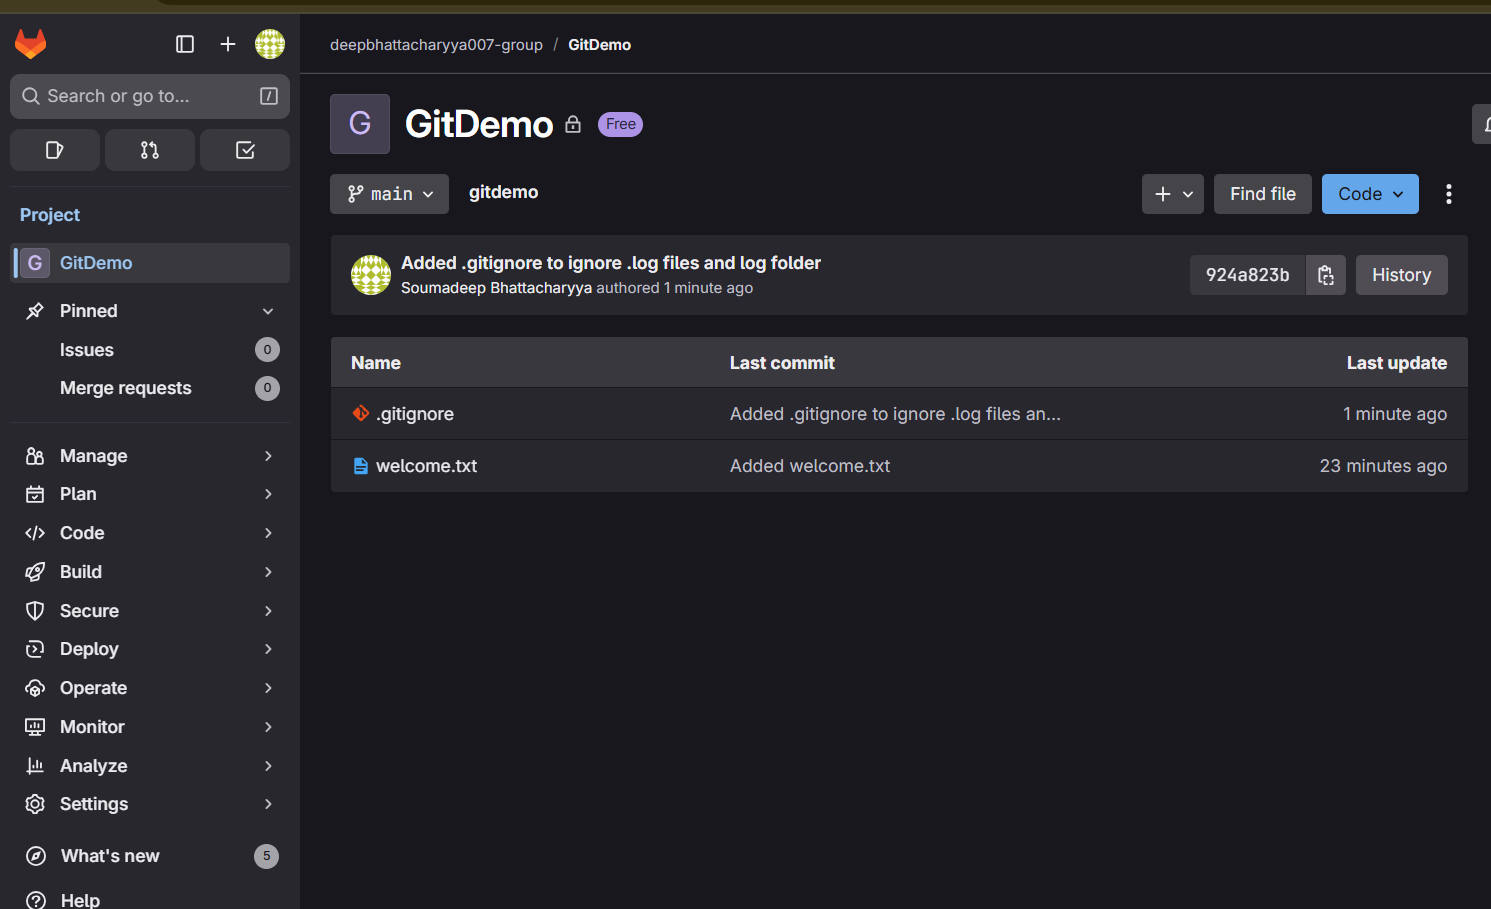 deepbhattacharyya007-group / GitDemo
Search or go to...
Project
G GitDemo
Pinned
Issues 0
Merge requests 0
Manage
Plan
Code
Build
Secure
Deploy
Operate
Monitor
Analyze
Settings
What's new 5
Help
G GitDemo Free
main gitdemo
Find file Code
Added .gitignore to ignore .log files and log folder
Soumadeep Bhattacharyya authored 1 minute ago
924a823b History
Name Last commit Last update
.gitignore Added .gitignore to ignore .log files an... 1 minute ago
welcome.txt Added welcome.txt 23 minutes ago